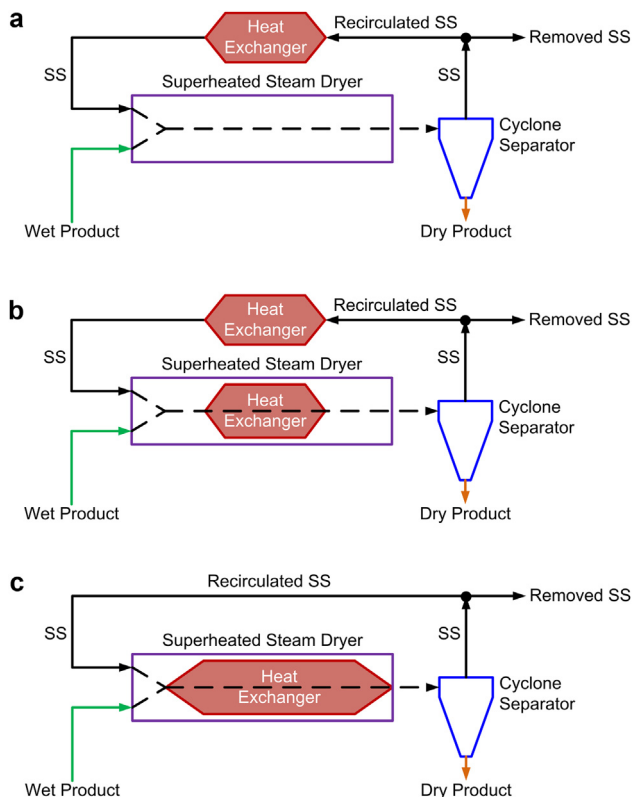 a
Heat
Exchanger
Recirculated SS
Removed SS
SS
Superheated Steam Dryer
SS
Cyclone
Separator
Wet Product
Dry Product
b
Heat
Exchanger
Recirculated SS
Removed SS
SS
Superheated Steam Dryer
SS
Heat
Exchanger
Cyclone
Separator
Wet Product
Dry Product
c
Recirculated SS
Removed SS
SS
Superheated Steam Dryer
SS
Heat
Exchanger
Cyclone
Separator
Wet Product
Dry Product